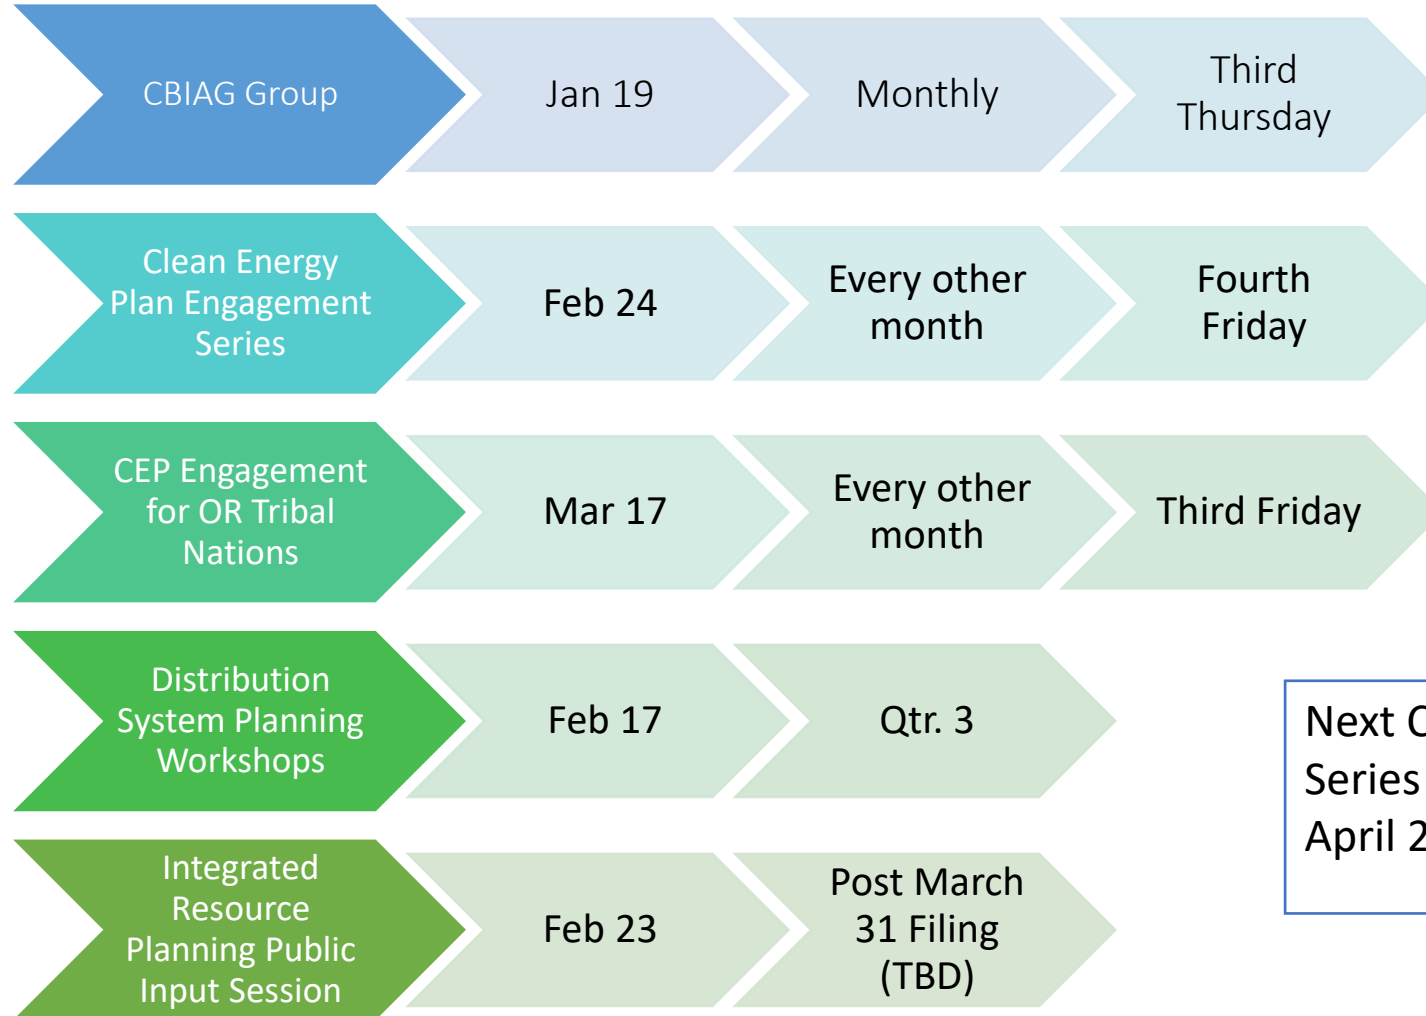 CBIAG Group
Jan 19
Monthly
Third
Thursday
Clean Energy
Plan Engagement
Series
Feb 24
Every other
month
Fourth
Friday
CEP Engagement
for OR Tribal
Nations
Mar 17
Every other
month
Third Friday
Distribution
System Planning
Workshops
Feb 17
Qtr. 3
Integrated
Resource
Planning Public
Input Session
Feb 23
Post March
31 Filing
(TBD)
Next
Series
April 2